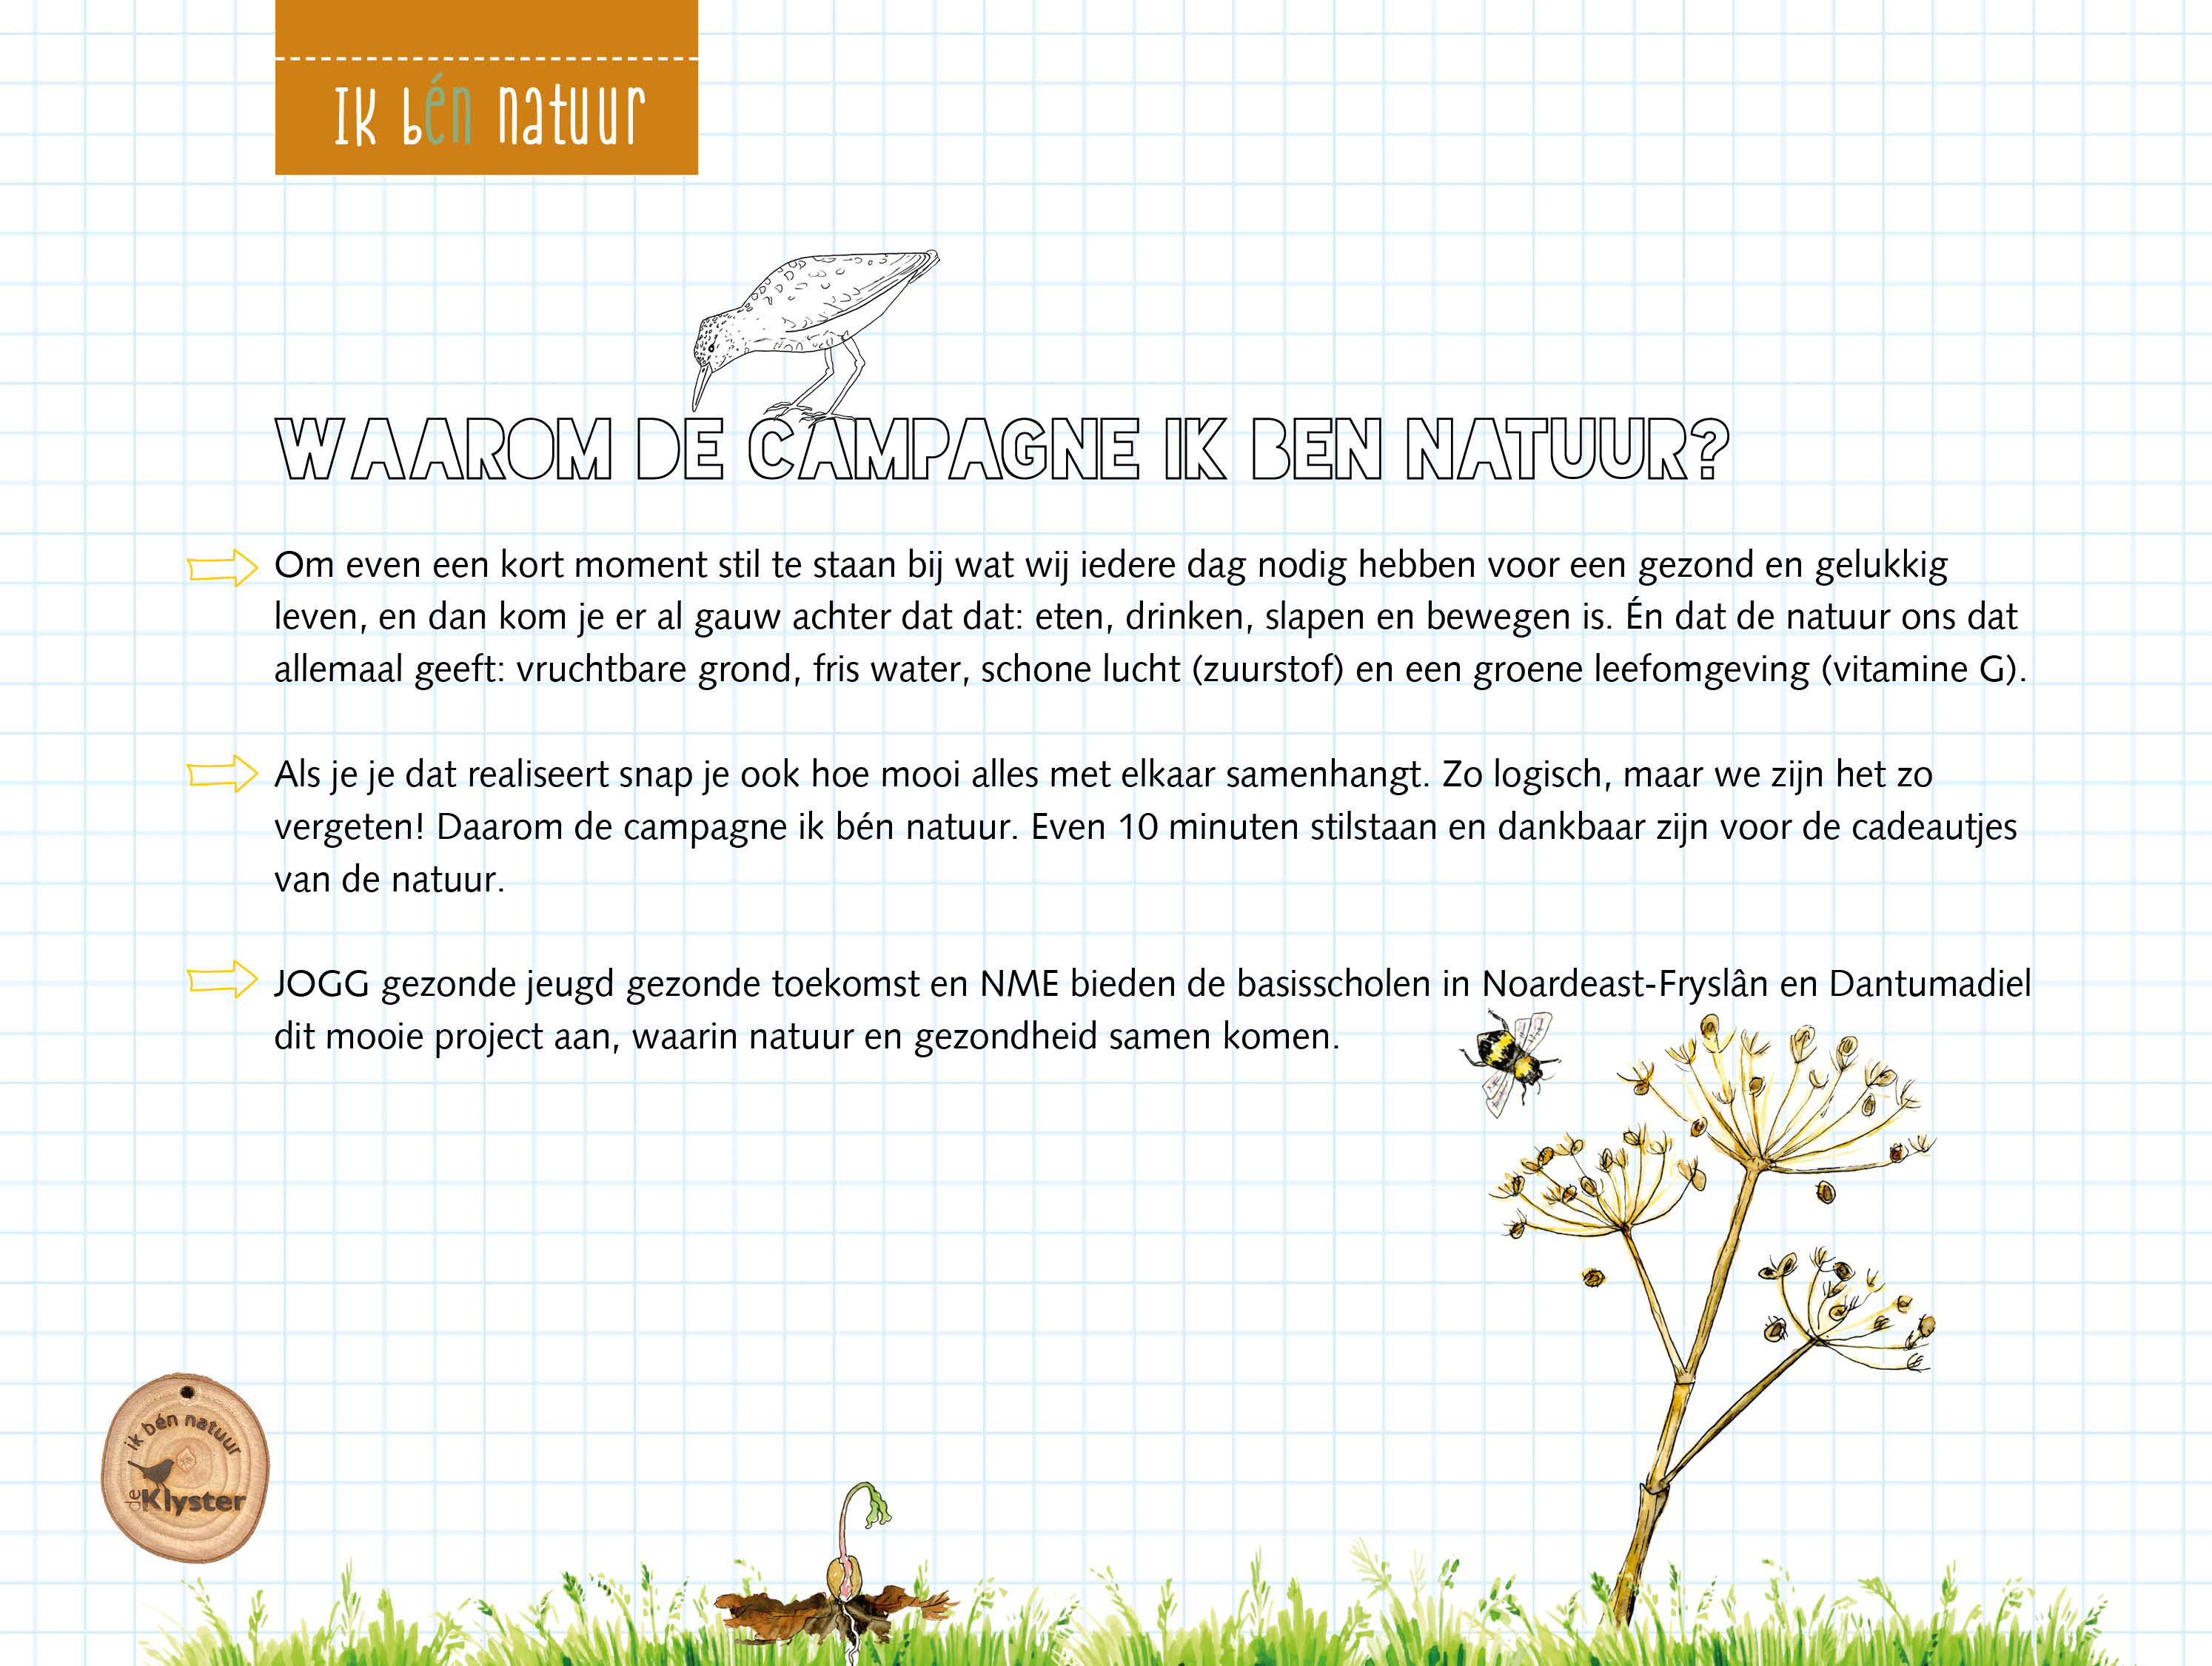 Ik bén natuur
WAAROM DE CAMPAGNE IK BEN NATUUR?
Om even een kort moment stil te staan bij wat wij iedere dag nodig hebben voor een gezond en gelukkig
leven, en dan kom je er al gauw achter dat dat: eten, drinken, slapen en bewegen is. Én dat de natuur ons dat
allemaal geeft: vruchtbare grond, fris water, schone lucht (zuurstof) en een groene leefomgeving (vitamine G).
Als je je dat realiseert snap je ook hoe mooi alles met elkaar samenhangt. Zo logisch, maar we zijn het zo
vergeten! Daarom de campagne ik bén natuur. Even 10 minuten stilstaan en dankbaar zijn voor de cadeautjes
van de natuur.
JOGG gezonde jeugd gezonde toekomst en NME bieden de basisscholen in Noardeast-Fryslân en Dantumadiel
dit mooie project aan, waarin natuur en gezondheid samen komen.
ik bén natuur
de Klyster